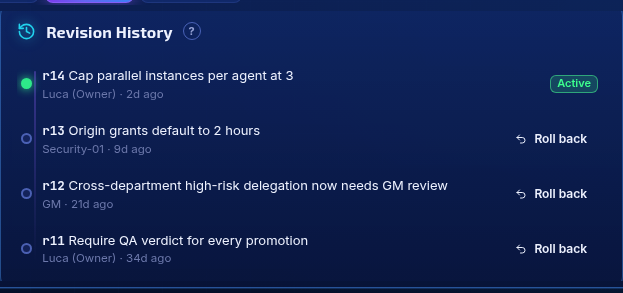 Revision History ?
r14 Cap parallel instances per agent at 3
Luca (Owner) · 2d ago
Active
r13 Origin grants default to 2 hours
Security-01 · 9d ago
Roll back
r12 Cross-department high-risk delegation now needs GM review
GM · 21d ago
Roll back
r11 Require QA verdict for every promotion
Luca (Owner) · 34d ago
Roll back